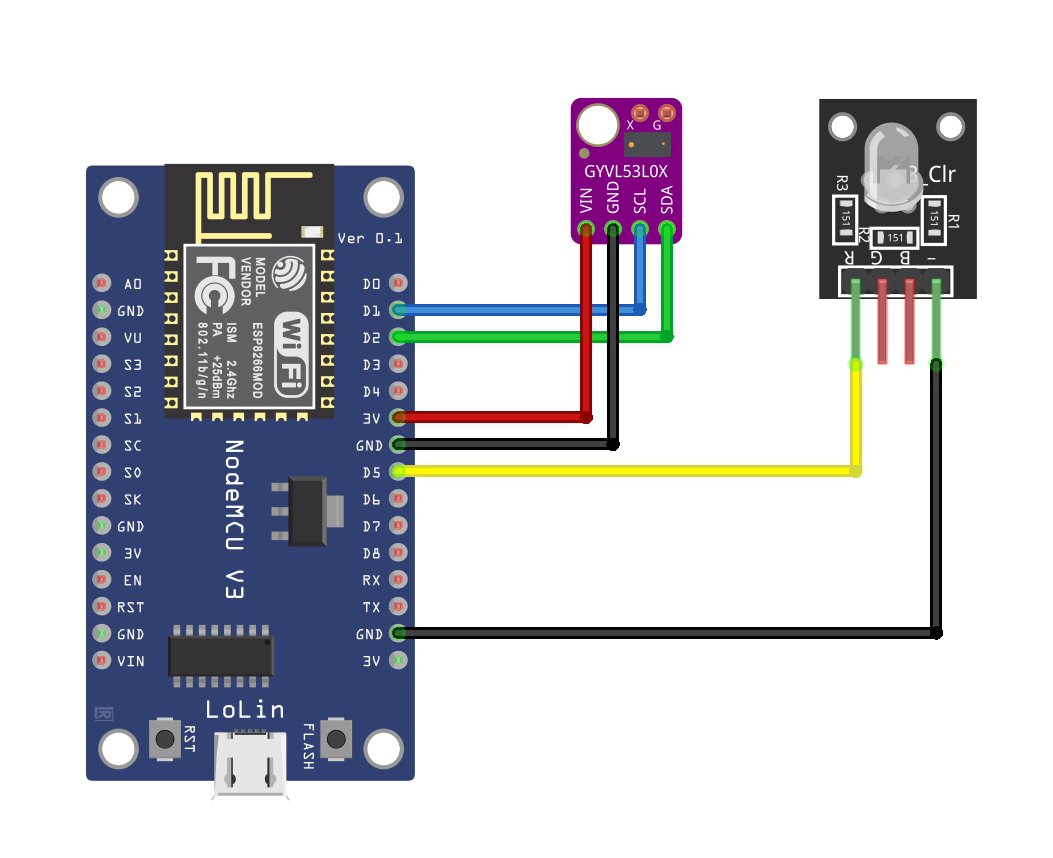 Ver 0.1
A0
GND
VU
S3
S2
S1
SC
S0
SK
GND
3V
EN
RST
GND
VIN
D0
D1
D2
D3
D4
3V
GND
D5
D6
D7
D8
RX
TX
GND
3V
MODEL
VENDOR
ESP8266MOD
ISM 2.4GHz
PA +25dBm
802.11b/g/n
FC
WiFi
NodeMCU V3
LoLin
RST
FLASH
X G
GYVL53L0X
VIN
GND
SCL
SDA
_Clr
R3
R2
R1
151
151
151
R
G
B
-